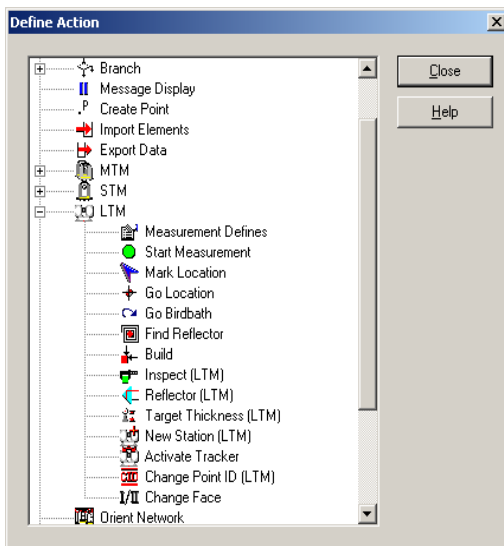 Define Action
Branch
Message Display
Create Point
Import Elements
Export Data
MTM
STM
LTM
Measurement Defines
Start Measurement
Mark Location
Go Location
Go Birdbath
Find Reflector
Build
Inspect (LTM)
Reflector (LTM)
Target Thickness (LTM)
New Station (LTM)
Activate Tracker
Change Point ID (LTM)
I/II Change Face
Orient Network
Close
Help